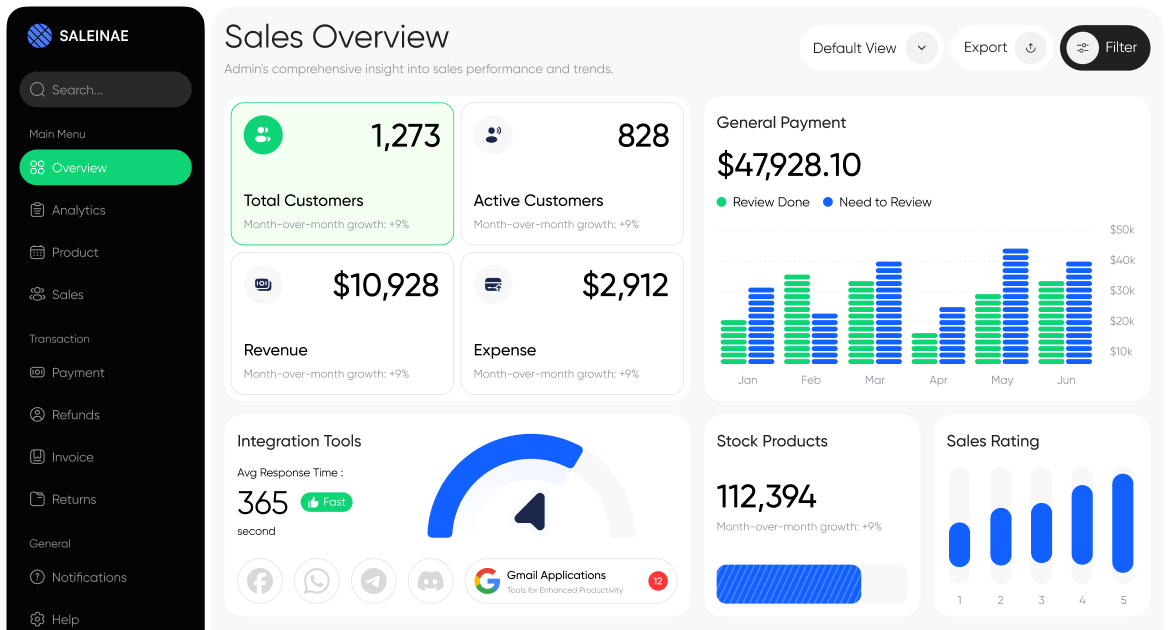 SALEINAE
Search...
Main Menu
Overview
Analytics
Product
Sales
Transaction
Payment
Refunds
Invoice
Returns
General
Notifications
Help
Sales Overview
Admin's comprehensive insight into sales performance and trends.
Default View
Export
Filter
1,273
Total Customers
Month-over-month growth: +9%
828
Active Customers
Month-over-month growth: +9%
$10,928
Revenue
Month-over-month growth: +9%
$2,912
Expense
Month-over-month growth: +9%
General Payment
$47,928.10
Review Done Need to Review
$50k
$40k
$30k
$20k
$10k
Jan Feb Mar Apr May Jun
Integration Tools
Avg Response Time :
365 Fast
second
Gmail Applications
Tools for Enhanced Productivity
12
Stock Products
112,394
Month-over-month growth: +9%
Sales Rating
1 2 3 4 5